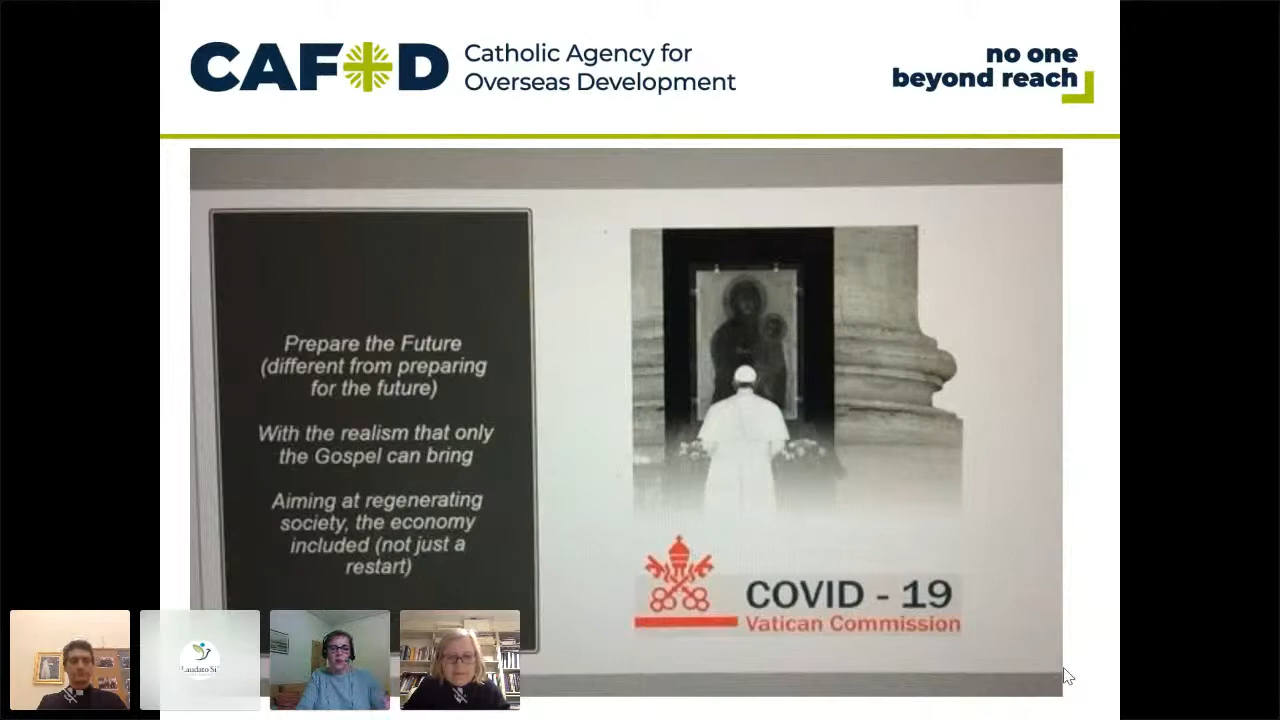 CAFOD
Catholic Agency for
Overseas Development
no one
beyond reach
Prepare the Future
(different from preparing
for the future)
With the realism that only
the Gospel can bring
Aiming at regenerating
society, the economy
included (not just a
restart)
COVID - 19
Vatican Commission
Laudato Si'